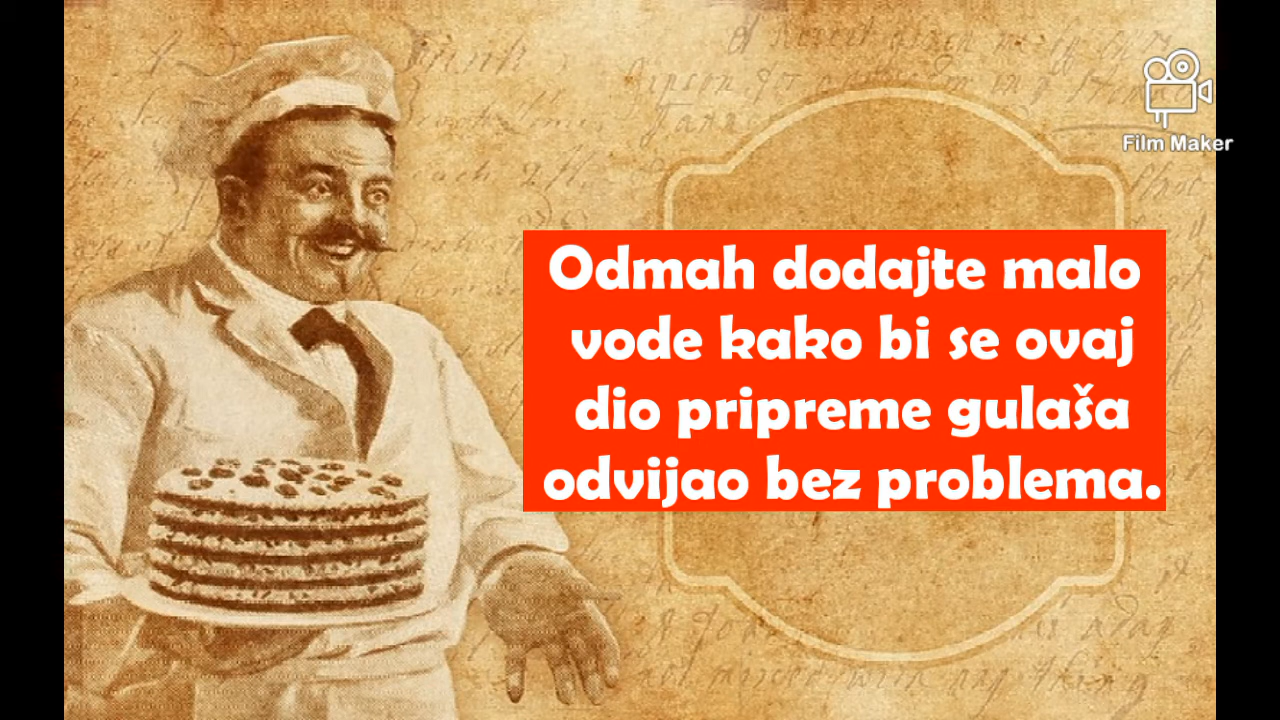 Film Maker
Odmah dodajte malo
vode kako bi se ovaj
dio pripreme gulaša
odvijao bez problema.